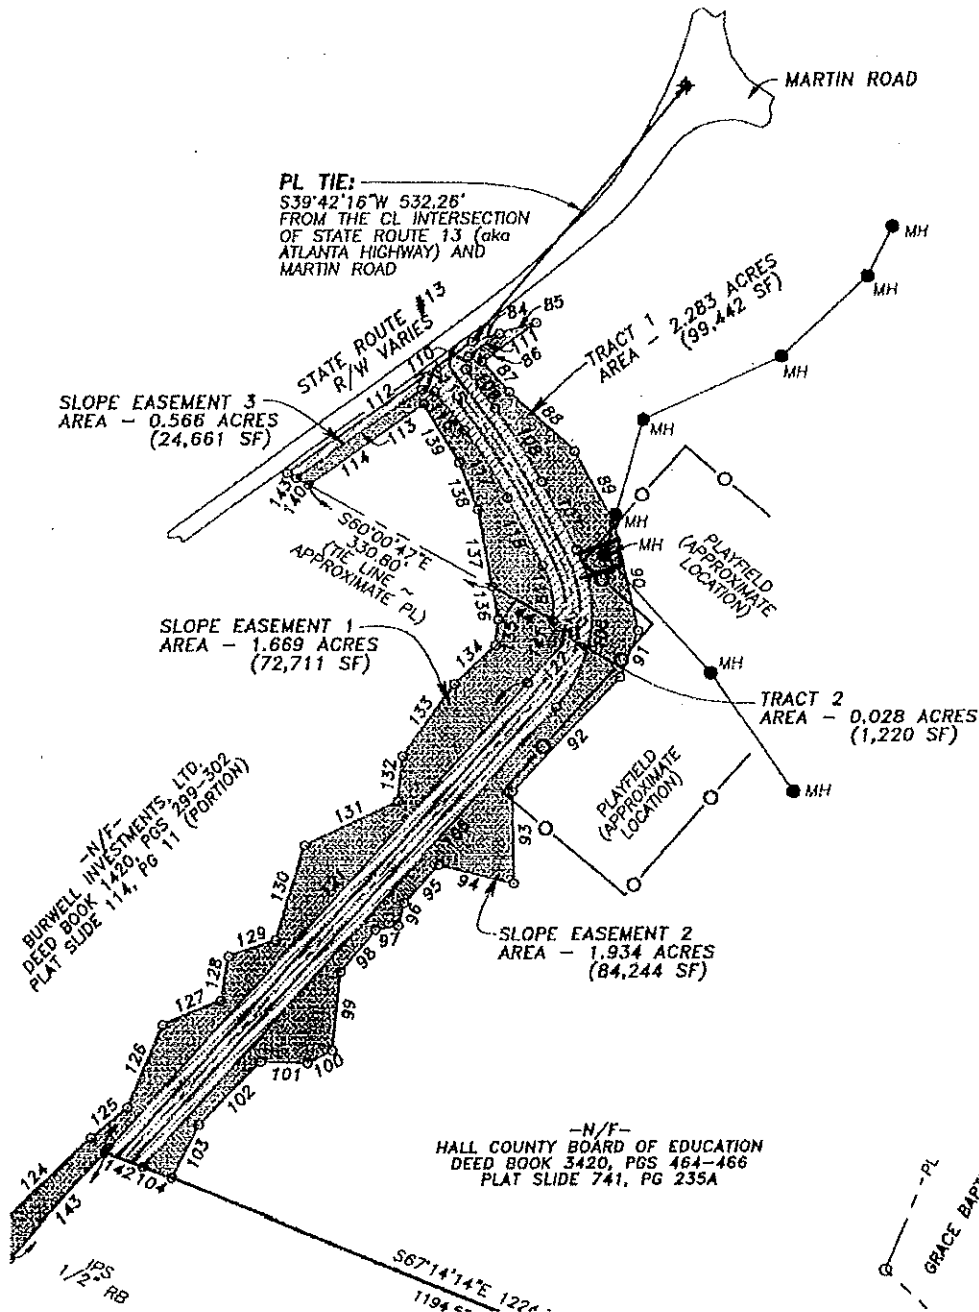 MARTIN ROAD
PL TIE:
S39°42'16"W 532.26'
FROM THE CL INTERSECTION
OF STATE ROUTE 13 (aka
ATLANTA HIGHWAY) AND
MARTIN ROAD
MH
MH
MH
MH
STATE ROUTE #13
R/W VARIES
84
85
111
86
87
110
112
TRACT 1
AREA - 2.283 ACRES
(99,442 SF)
SLOPE EASEMENT 3
AREA - 0.566 ACRES
(24,661 SF)
113
114
88
108
139
89
138
143
140
S60°00'47"E
330.80'
(TIE LINE ~
APPROXIMATE PL)
MH
MH
PLAYFIELD
(APPROXIMATE
LOCATION)
137
136
90
SLOPE EASEMENT 1
AREA - 1.669 ACRES
(72,711 SF)
134
122
91
MH
TRACT 2
AREA - 0.028 ACRES
(1,220 SF)
133
92
132
PLAYFIELD
(APPROXIMATE
LOCATION)
MH
-N/F-
BURWELL INVESTMENTS, LTD.
DEED BOOK 1420, PGS 299-302
PLAT SLIDE 114, PG 11 (PORTION)
131
93
130
95
94
96
97
SLOPE EASEMENT 2
AREA - 1.934 ACRES
(84,244 SF)
129
128
98
127
99
126
100
101
102
125
103
-N/F-
HALL COUNTY BOARD OF EDUCATION
DEED BOOK 3420, PGS 464-466
PLAT SLIDE 741, PG 235A
124
142
104
143
PL
GRACE
IPS
1/2" RB
S67°14'14"E